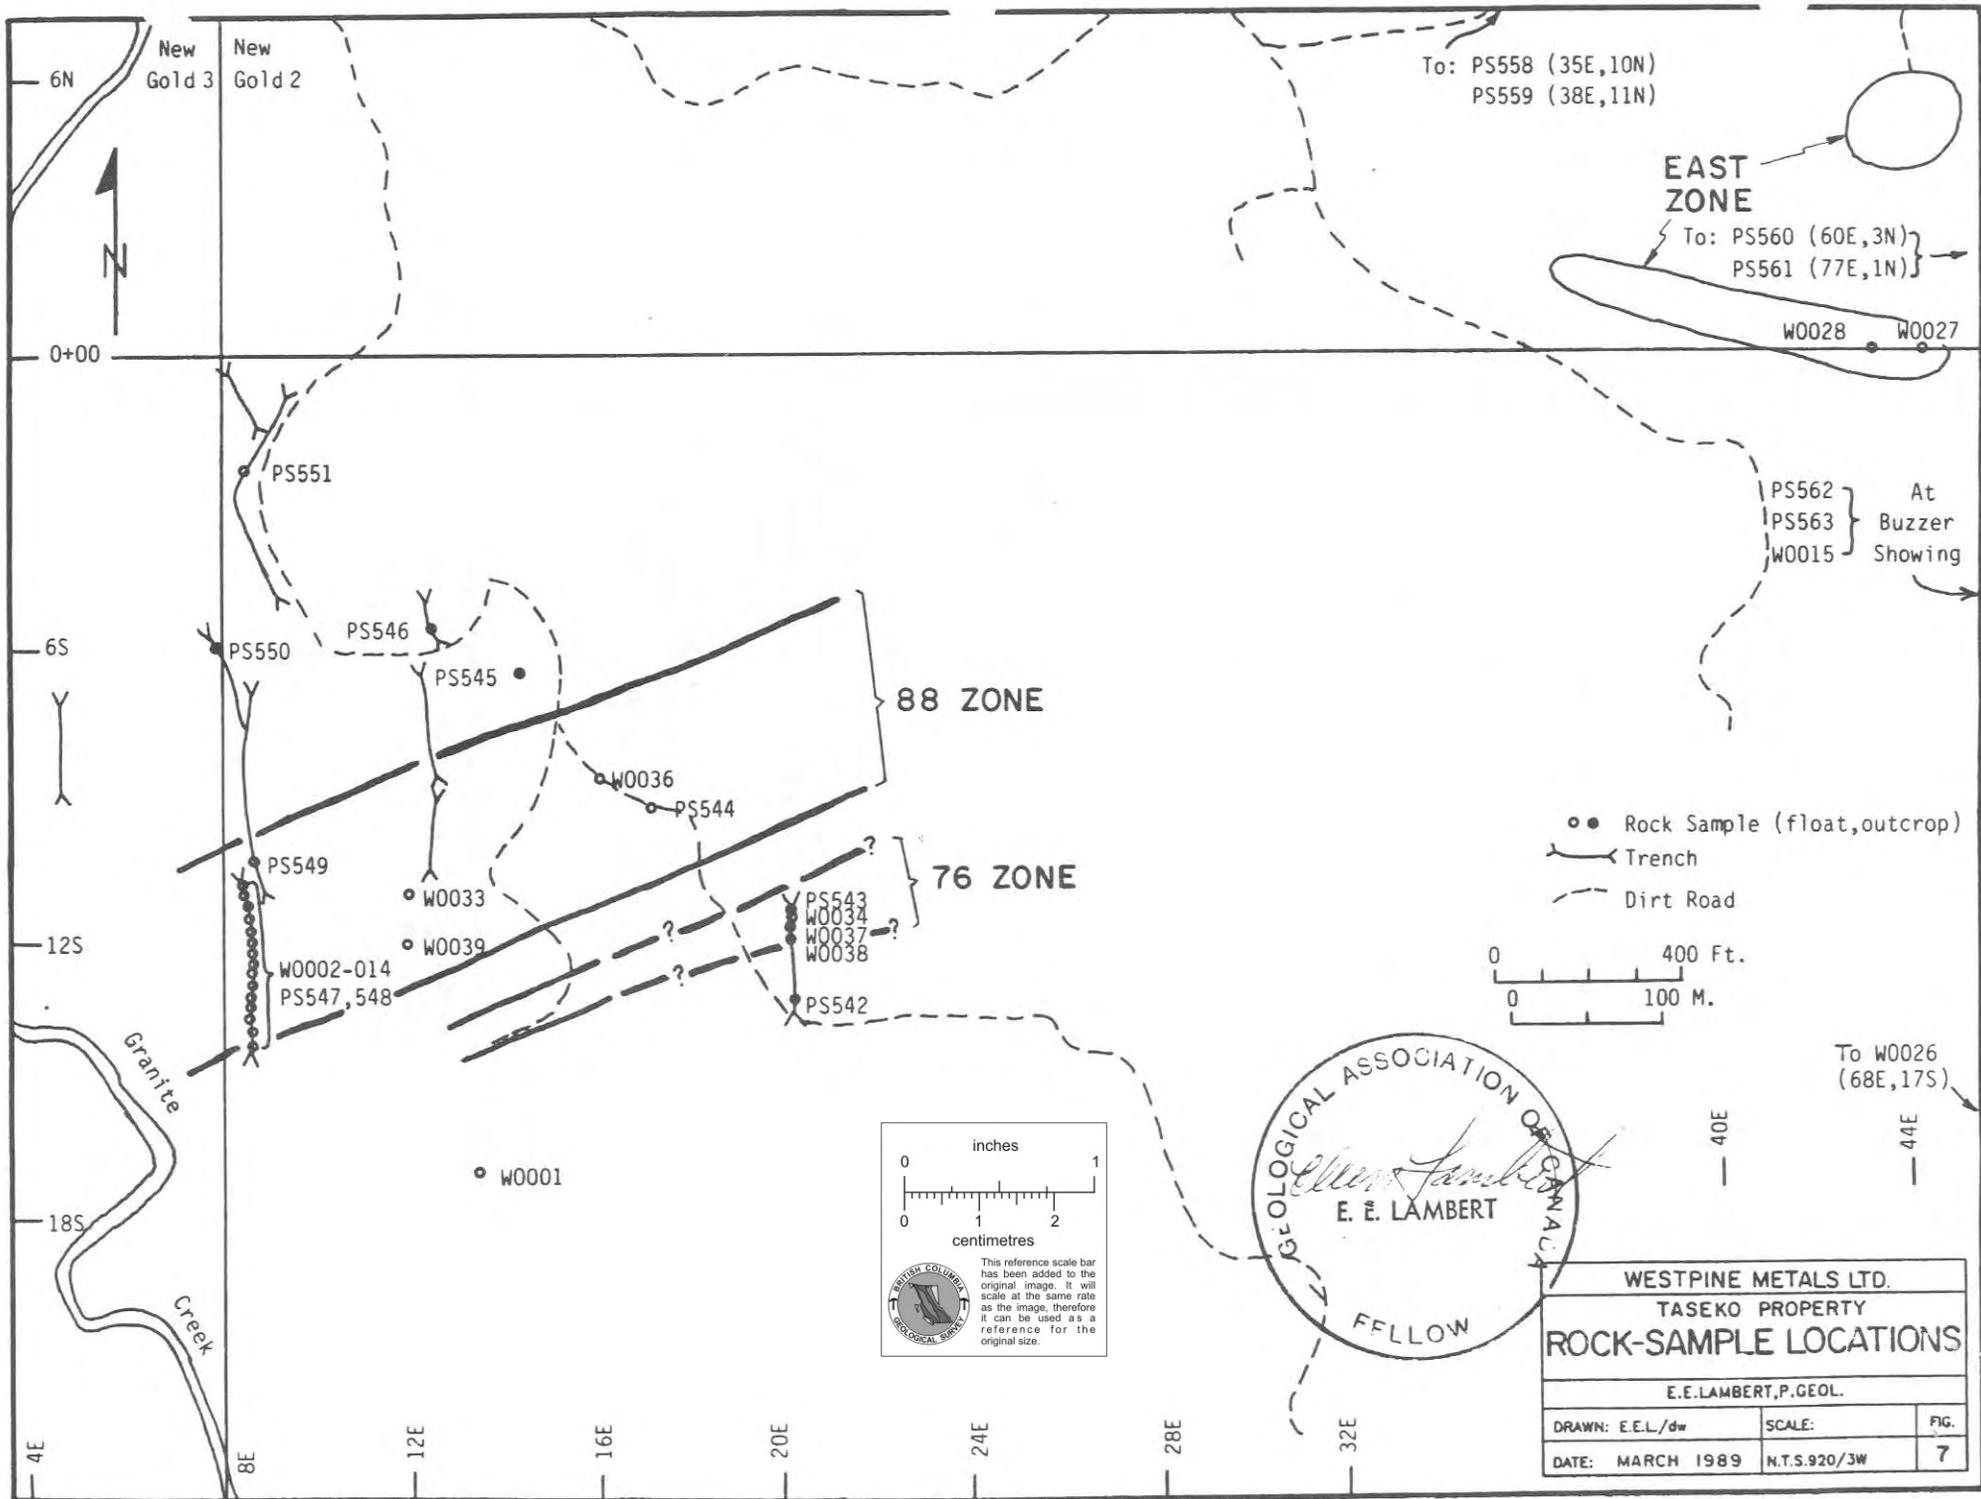 New
Gold 3
New
Gold 2
6N
To: PS558 (35E,10N)
PS559 (38E,11N)
EAST
ZONE
To: PS560 (60E,3N)
PS561 (77E,1N)
N
0+00
W0028
W0027
PS551
PS562
PS563
W0015
At
Buzzer
Showing
PS546
6S
PS550
PS545
88 ZONE
W0036
PS544
PS549
W0033
W0039
76 ZONE
?
?
?
?
PS543
W0034
W0037
W0038
PS542
Rock Sample (float,outcrop)
Trench
Dirt Road
0 400 Ft.
0 100 M.
12S
W0002-014
PS547,548
Granite
Creek
To W0026
(68E,17S)
W0001
18S
inches
0 1
0 1 2
centimetres
This reference scale bar
has been added to the
original image. It will
scale at the same rate
as the image, therefore
it can be used as a
reference for the
original size.
BRITISH COLUMBIA
GEOLOGICAL SURVEY
GEOLOGICAL ASSOCIATION OF CANADA
E. E. LAMBERT
FELLOW
40E
44E
4E
8E
12E
16E
20E
24E
28E
32E
WESTPINE METALS LTD.
TASEKO PROPERTY
ROCK-SAMPLE LOCATIONS
E.E.LAMBERT,P.GEOL.
DRAWN: E.E.L./dw
SCALE:
FIG.
DATE: MARCH 1989
N.T.S.920/3W
7